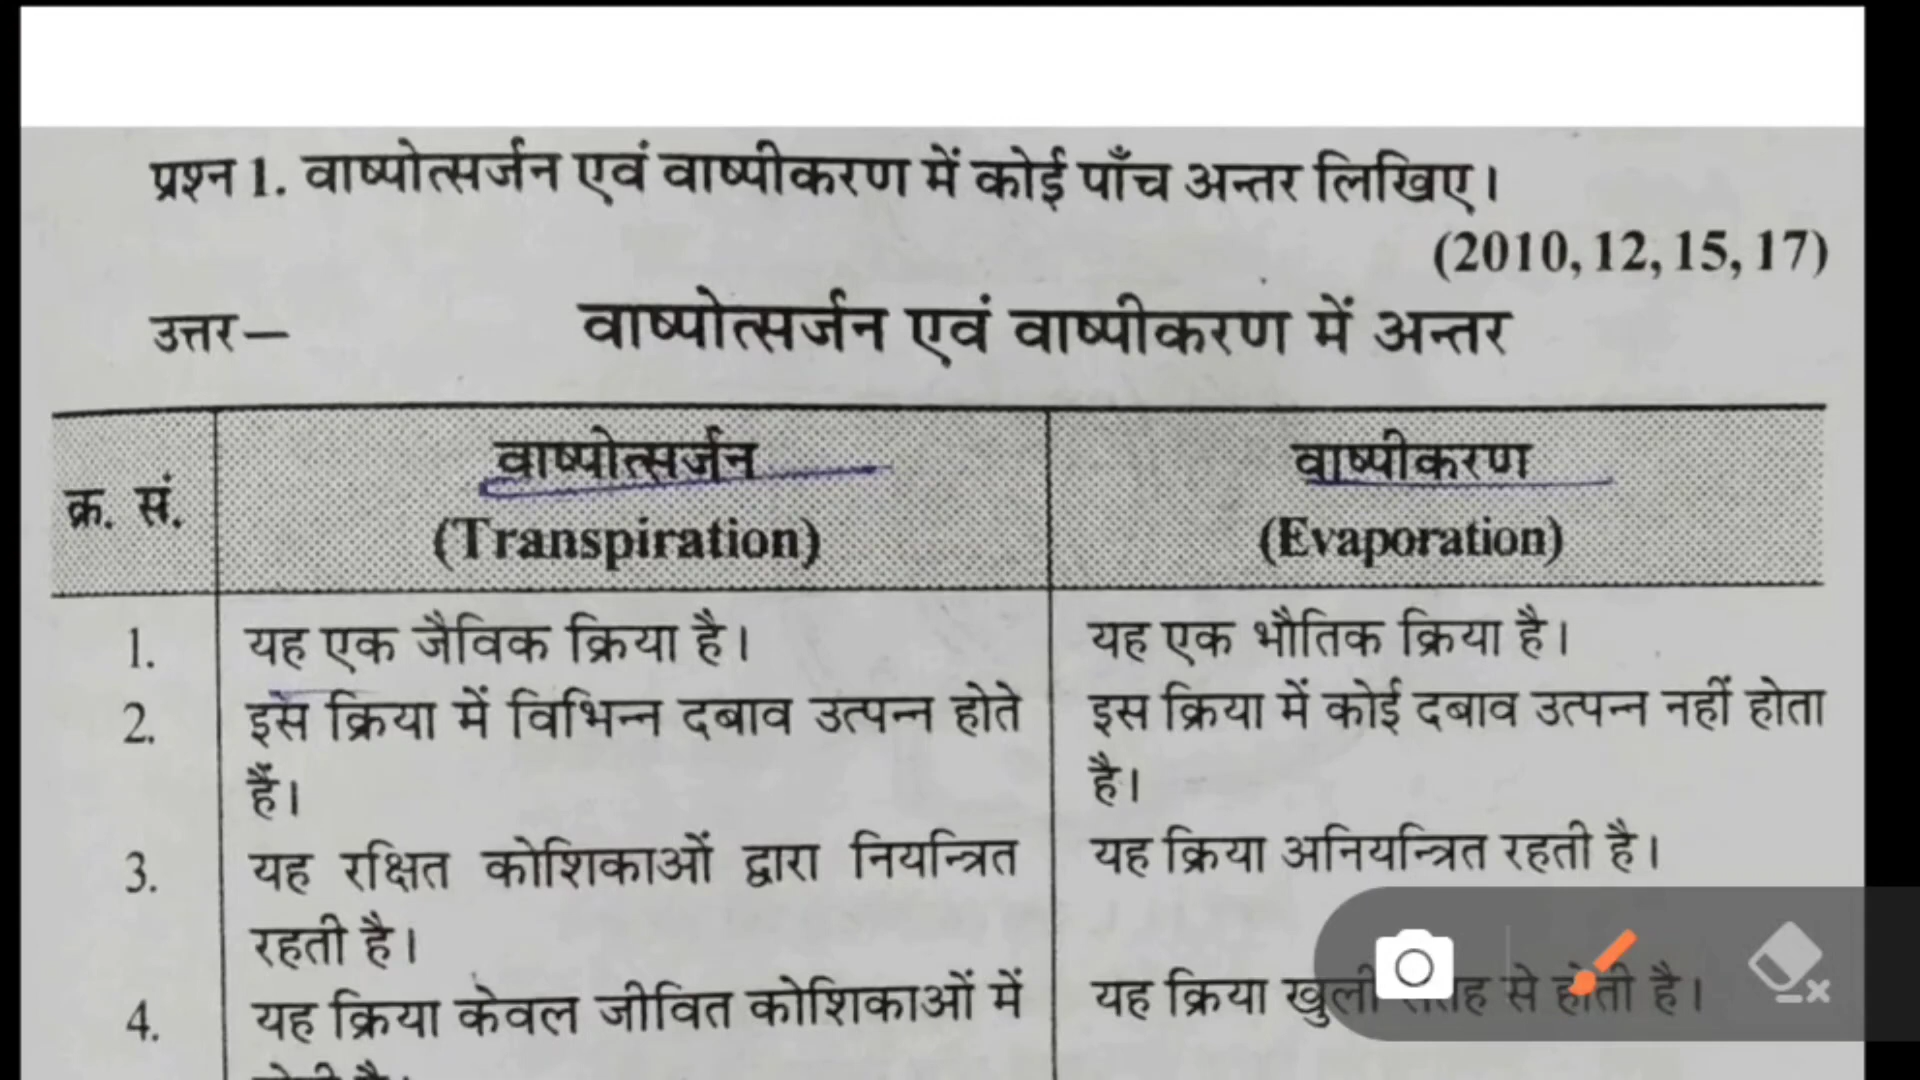 प्रश्न 1. वाष्पोत्सर्जन एवं वाष्पीकरण में कोई पाँच अन्तर लिखिए।
(2010, 12, 15, 17)
उत्तर— वाष्पोत्सर्जन एवं वाष्पीकरण में अन्तर
क्र. सं.
वाष्पोत्सर्जन
(Transpiration)
वाष्पीकरण
(Evaporation)
1. यह एक जैविक क्रिया है। यह एक भौतिक क्रिया है।
2. इस क्रिया में विभिन्न दबाव उत्पन्न होते इस क्रिया में कोई दबाव उत्पन्न नहीं होता
हैं। है।
3. यह रक्षित कोशिकाओं द्वारा नियन्त्रित यह क्रिया अनियन्त्रित रहती है।
रहती है।
4. यह क्रिया केवल जीवित कोशिकाओं में यह क्रिया खुली से होती है।